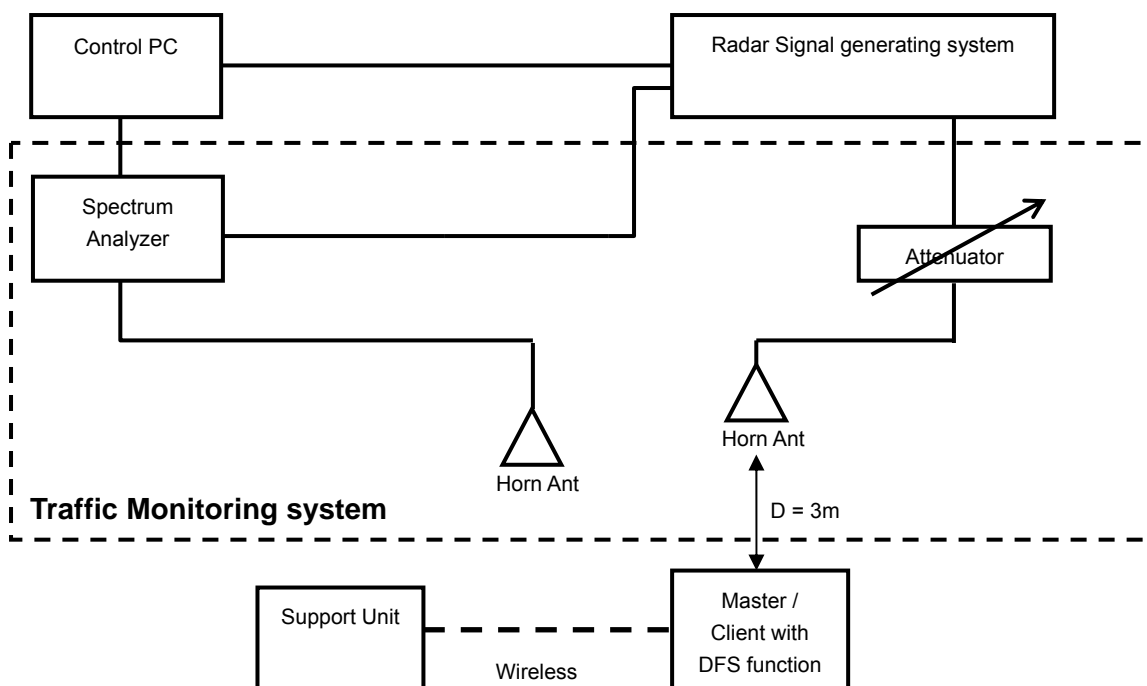 Control PC
Radar Signal generating system
Spectrum
Analyzer
Attenuator
Horn Ant
Horn Ant
Traffic Monitoring system
D = 3m
Support Unit
Wireless
Master /
Client with
DFS function